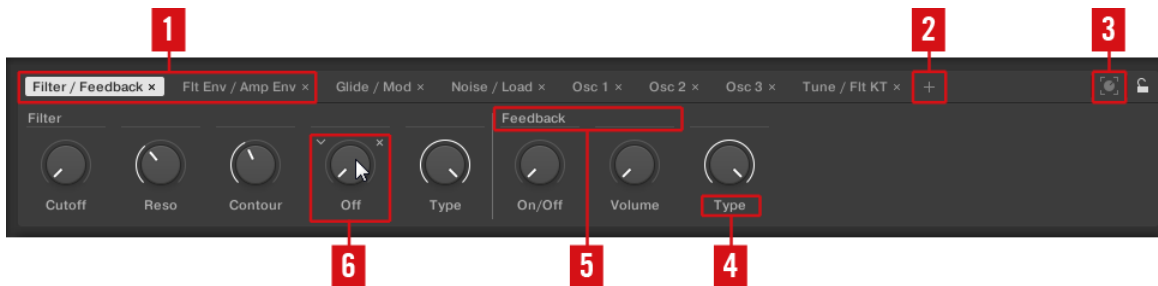 1 2 3
Filter / Feedback × Flt Env / Amp Env × Glide / Mod × Noise / Load × Osc 1 × Osc 2 × Osc 3 × Tune / Flt KT × +
Filter Feedback
Cutoff Reso Contour Off Type On/Off Volume Type
6 5 4